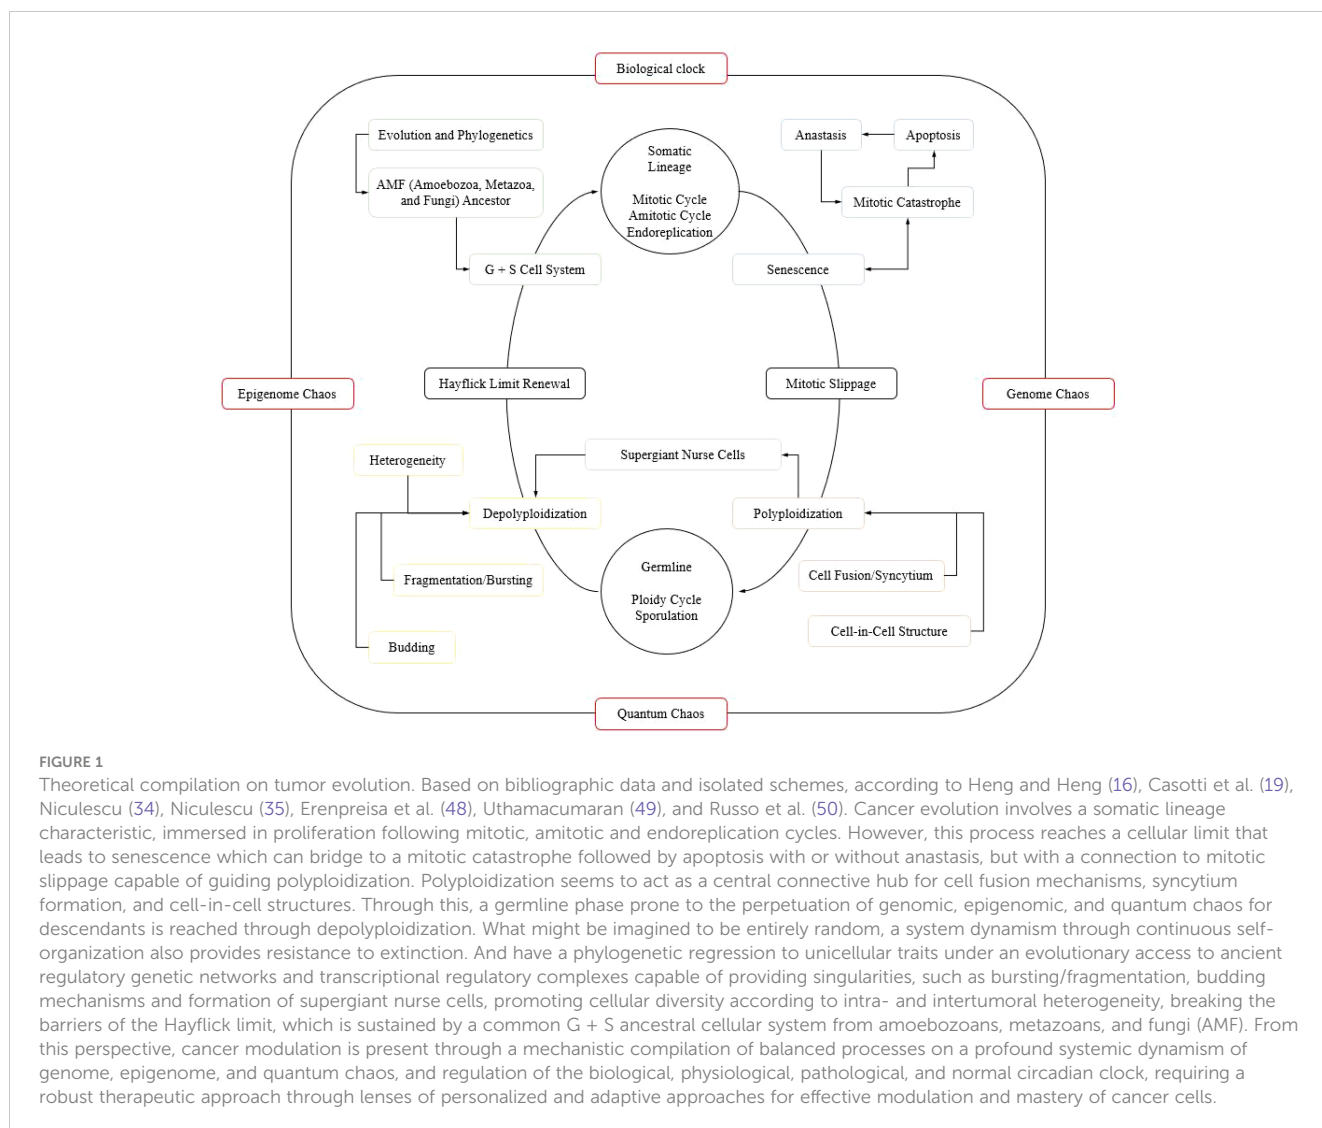 Biological clock
Evolution and Phylogenetics
AMF (Amoebozoa, Metazoa,
and Fungi) Ancestor
G + S Cell System
Somatic
Lineage
Mitotic Cycle
Amitotic Cycle
Endoreplication
Anastasis
Apoptosis
Mitotic Catastrophe
Senescence
Epigenome Chaos
Hayflick Limit Renewal
Mitotic Slippage
Genome Chaos
Heterogeneity
Supergiant Nurse Cells
Depolyploidization
Polyploidization
Fragmentation/Bursting
Budding
Germline
Ploidy Cycle
Sporulation
Cell Fusion/Syncytium
Cell-in-Cell Structure
Quantum Chaos
FIGURE 1
Theoretical compilation on tumor evolution. Based on bibliographic data and isolated schemes, according to Heng and Heng (16), Casotti et al. (19),
Niculescu (34), Niculescu (35), Erenpreisa et al. (48), Uthamacumaran (49), and Russo et al. (50). Cancer evolution involves a somatic lineage
characteristic, immersed in proliferation following mitotic, amitotic and endoreplication cycles. However, this process reaches a cellular limit that
leads to senescence which can bridge to a mitotic catastrophe followed by apoptosis with or without anastasis, but with a connection to mitotic
slippage capable of guiding polyploidization. Polyploidization seems to act as a central connective hub for cell fusion mechanisms, syncytium
formation, and cell-in-cell structures. Through this, a germline phase prone to the perpetuation of genomic, epigenomic, and quantum chaos for
descendants is reached through depolyploidization. What might be imagined to be entirely random, a system dynamism through continuous self-
organization also provides resistance to extinction. And have a phylogenetic regression to unicellular traits under an evolutionary access to ancient
regulatory genetic networks and transcriptional regulatory complexes capable of providing singularities, such as bursting/fragmentation, budding
mechanisms and formation of supergiant nurse cells, promoting cellular diversity according to intra- and intertumoral heterogeneity, breaking the
barriers of the Hayflick limit, which is sustained by a common G + S ancestral cellular system from amoebozoans, metazoans, and fungi (AMF). From
this perspective, cancer modulation is present through a mechanistic compilation of balanced processes on a profound systemic dynamism of
genome, epigenome, and quantum chaos, and regulation of the biological, physiological, pathological, and normal circadian clock, requiring a
robust therapeutic approach through lenses of personalized and adaptive approaches for effective modulation and mastery of cancer cells.